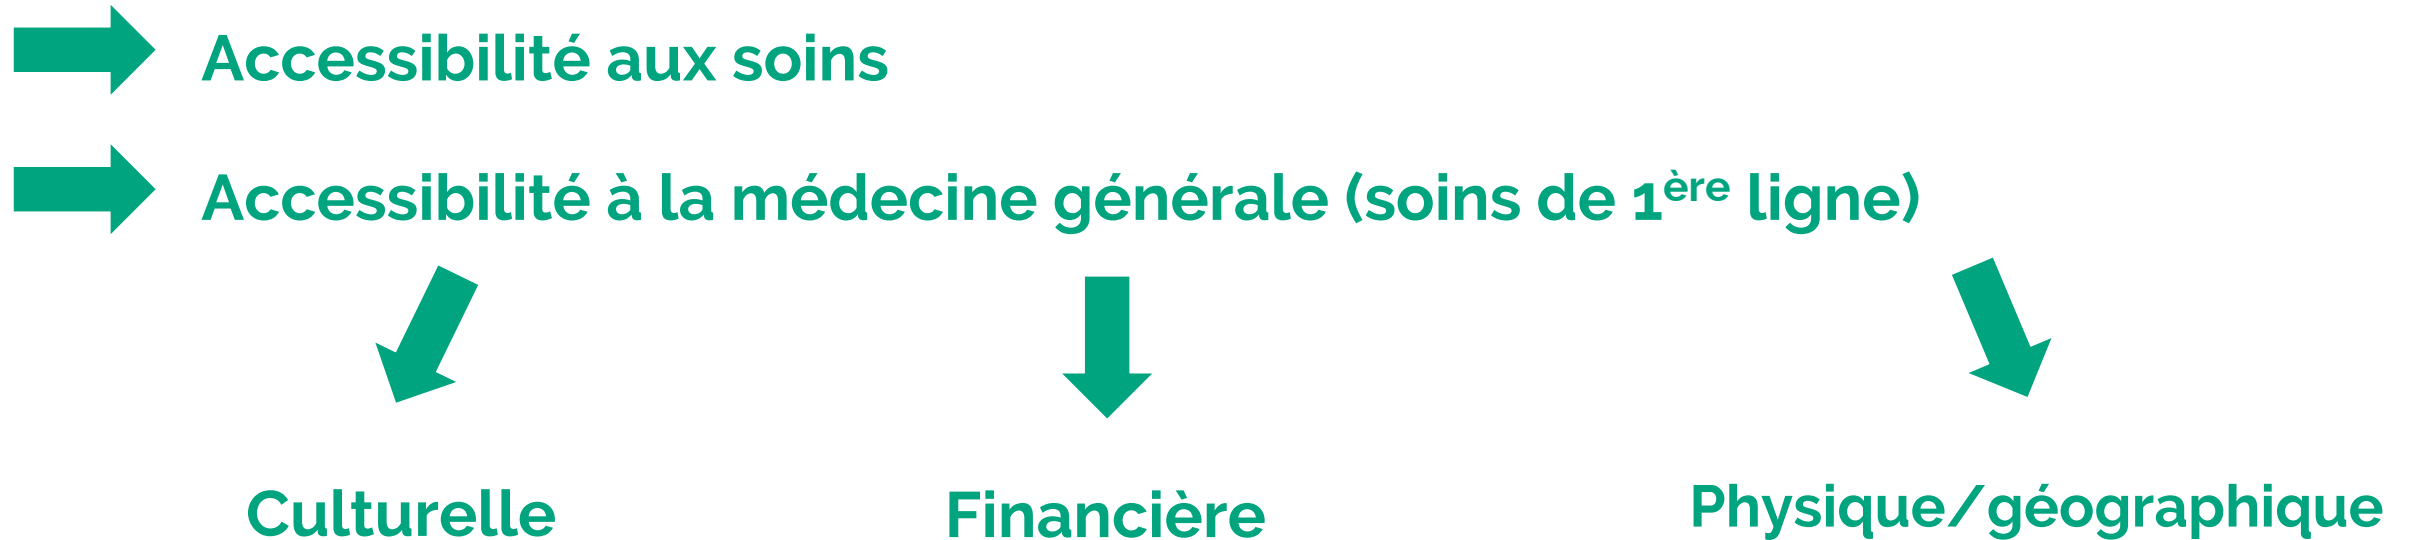 Accessibilité aux soins
Accessibilité à la médecine générale (soins de 1ère ligne)
Culturelle
Financière
Physique/géographique